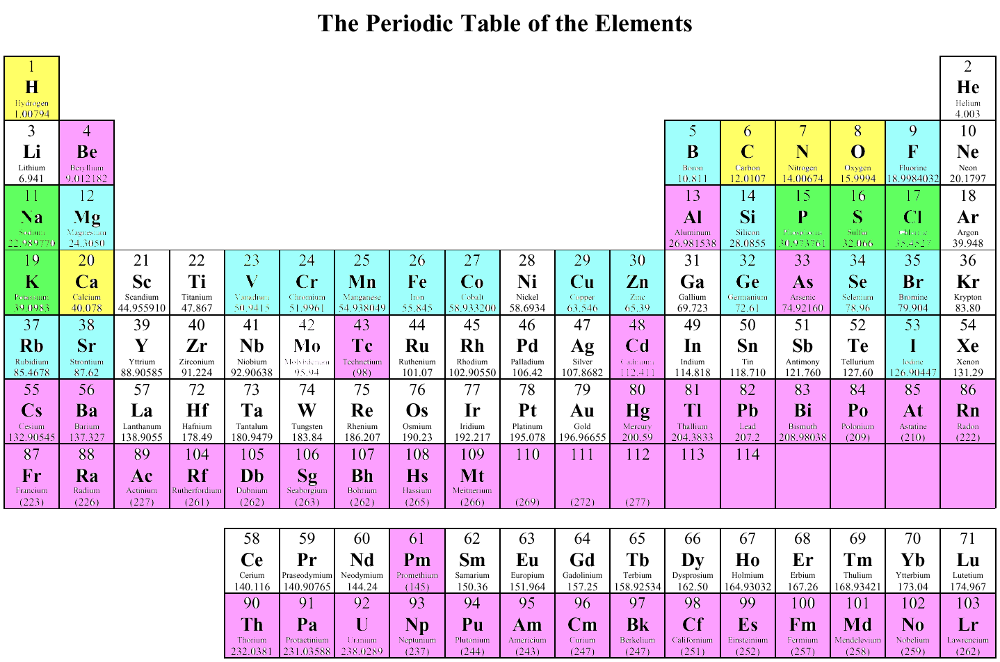 The Periodic Table of the Elements
1 2
H He
Hydrogen Helium
1.00794 4.003
3 4 5 6 7 8 9 10
Li Be B C N O F Ne
Lithium Beryllium Boron Carbon Nitrogen Oxygen Fluorine Neon
6.941 9.012182 10.811 12.0107 14.00674 15.9994 18.9984032 20.1797
11 12 13 14 15 16 17 18
Na Mg Al Si P S Cl Ar
Sodium Magnesium Aluminum Silicon Phosphorus Sulfur Chlorine Argon
22.989770 24.3050 26.981538 28.0855 30.973761 32.066 35.4527 39.948
19 20 21 22 23 24 25 26 27 28 29 30 31 32 33 34 35 36
K Ca Sc Ti V Cr Mn Fe Co Ni Cu Zn Ga Ge As Se Br Kr
Potassium Calcium Scandium Titanium Vanadium Chromium Manganese Iron Cobalt Nickel Copper Zinc Gallium Germanium Arsenic Selenium Bromine Krypton
39.0983 40.078 44.955910 47.867 50.9415 51.9961 54.938049 55.845 58.933200 58.6934 63.546 65.39 69.723 72.61 74.92160 78.96 79.904 83.80
37 38 39 40 41 42 43 44 45 46 47 48 49 50 51 52 53 54
Rb Sr Y Zr Nb Mo Tc Ru Rh Pd Ag Cd In Sn Sb Te I Xe
Rubidium Strontium Yttrium Zirconium Niobium Molybdenum Technetium Ruthenium Rhodium Palladium Silver Cadmium Indium Tin Antimony Tellurium Iodine Xenon
85.4678 87.62 88.90585 91.224 92.90638 95.94 (98) 101.07 102.90550 106.42 107.8682 112.411 114.818 118.710 121.760 127.60 126.90447 131.29
55 56 57 72 73 74 75 76 77 78 79 80 81 82 83 84 85 86
Cs Ba La Hf Ta W Re Os Ir Pt Au Hg Tl Pb Bi Po At Rn
Cesium Barium Lanthanum Hafnium Tantalum Tungsten Rhenium Osmium Iridium Platinum Gold Mercury Thallium Lead Bismuth Polonium Astatine Radon
132.90545 137.327 138.9055 178.49 180.9479 183.84 186.207 190.23 192.217 195.078 196.96655 200.59 204.3833 207.2 208.98038 (209) (210) (222)
87 88 89 104 105 106 107 108 109 110 111 112 113 114
Fr Ra Ac Rf Db Sg Bh Hs Mt
Francium Radium Actinium Rutherfordium Dubnium Seaborgium Bohrium Hassium Meitnerium
(223) (226) (227) (261) (262) (263) (262) (265) (266) (269) (272) (277)
58 59 60 61 62 63 64 65 66 67 68 69 70 71
Ce Pr Nd Pm Sm Eu Gd Tb Dy Ho Er Tm Yb Lu
Cerium Praseodymium Neodymium Promethium Samarium Europium Gadolinium Terbium Dysprosium Holmium Erbium Thulium Ytterbium Lutetium
140.116 140.90765 144.24 (145) 150.36 151.964 157.25 158.92534 162.50 164.93032 167.26 168.93421 173.04 174.967
90 91 92 93 94 95 96 97 98 99 100 101 102 103
Th Pa U Np Pu Am Cm Bk Cf Es Fm Md No Lr
Thorium Protactinium Uranium Neptunium Plutonium Americium Curium Berkelium Californium Einsteinium Fermium Mendelevium Nobelium Lawrencium
232.0381 231.03588 238.0289 (237) (244) (243) (247) (247) (251) (252) (257) (258) (259) (262)